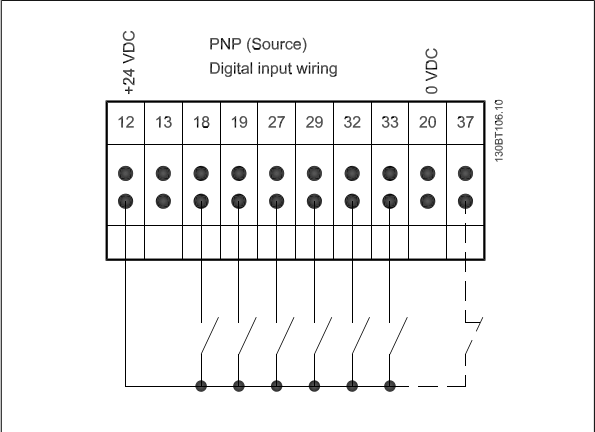 PNP (Source)
Digital input wiring
+24 VDC
0 VDC
12 13 18 19 27 29 32 33 20 37
130BT106.10